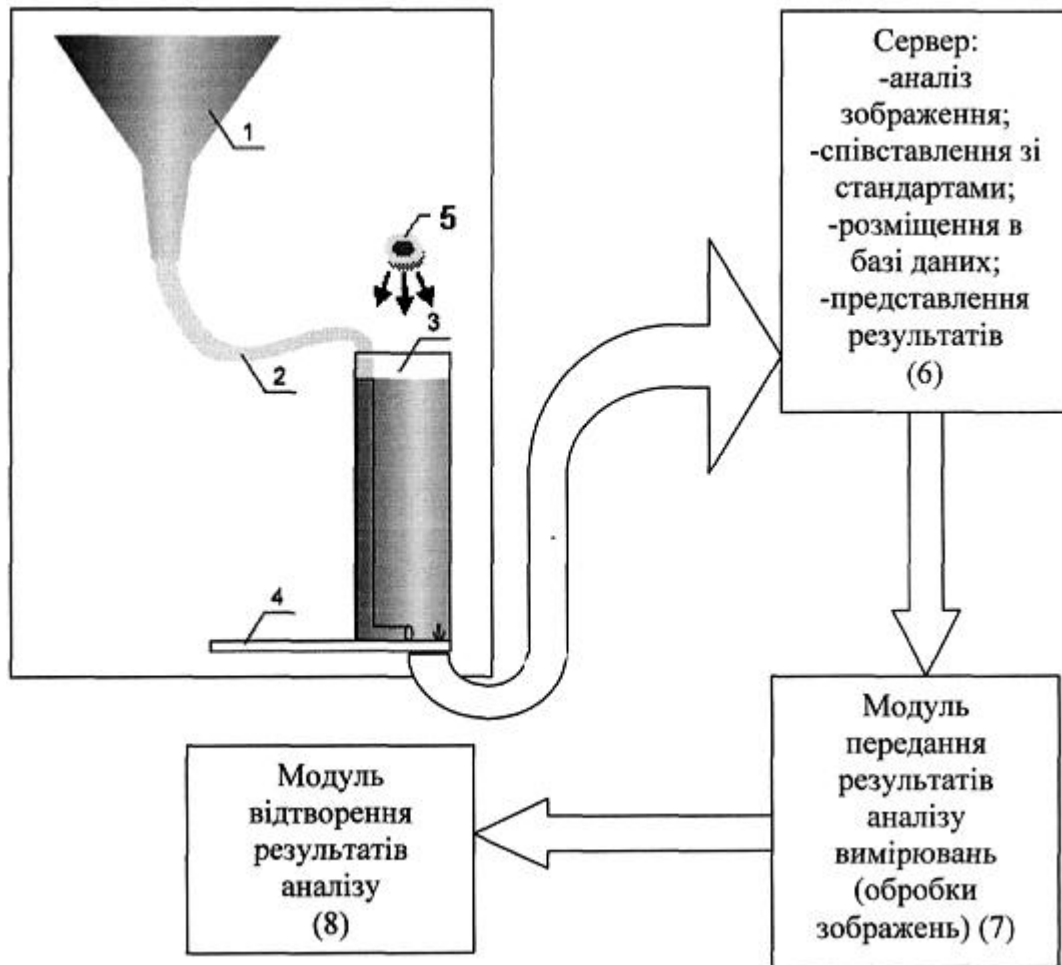 1
2
3
4
5
Сервер:
-аналіз
зображення;
-співставлення зі
стандартами;
-розміщення в
базі даних;
-представлення
результатів
(6)
Модуль
передання
результатів
аналізу
вимірювань
(обробки
зображень) (7)
Модуль
відтворення
результатів
аналізу
(8)